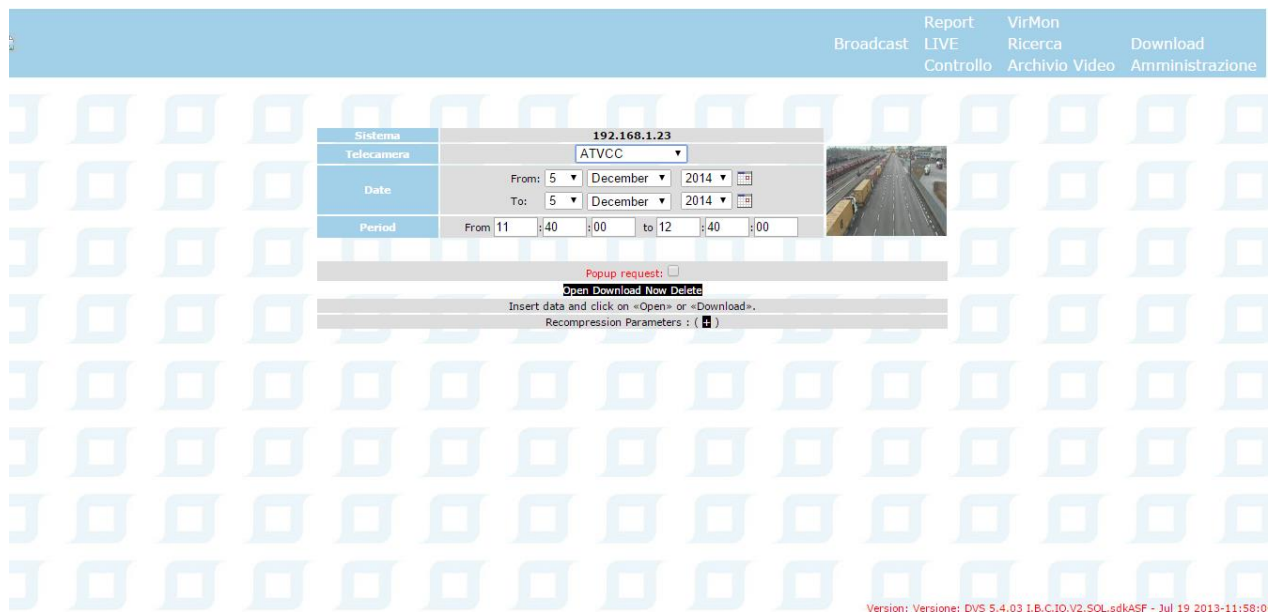 Report VirMon
Broadcast LIVE Ricerca Download
Controllo Archivio Video Amministrazione
Sistema 192.168.1.23
Telecamera ATVCC
Date From: 5 December 2014
To: 5 December 2014
Period From 11 : 40 : 00 to 12 : 40 : 00
Popup request:
Open Download Now Delete
Insert data and click on «Open» or «Download».
Recompression Parameters : ( + )
Version: Versione: DVS 5.4.03 I.B.C.IO.V2.SOL.sdkASF - Jul 19 2013-11:58:0